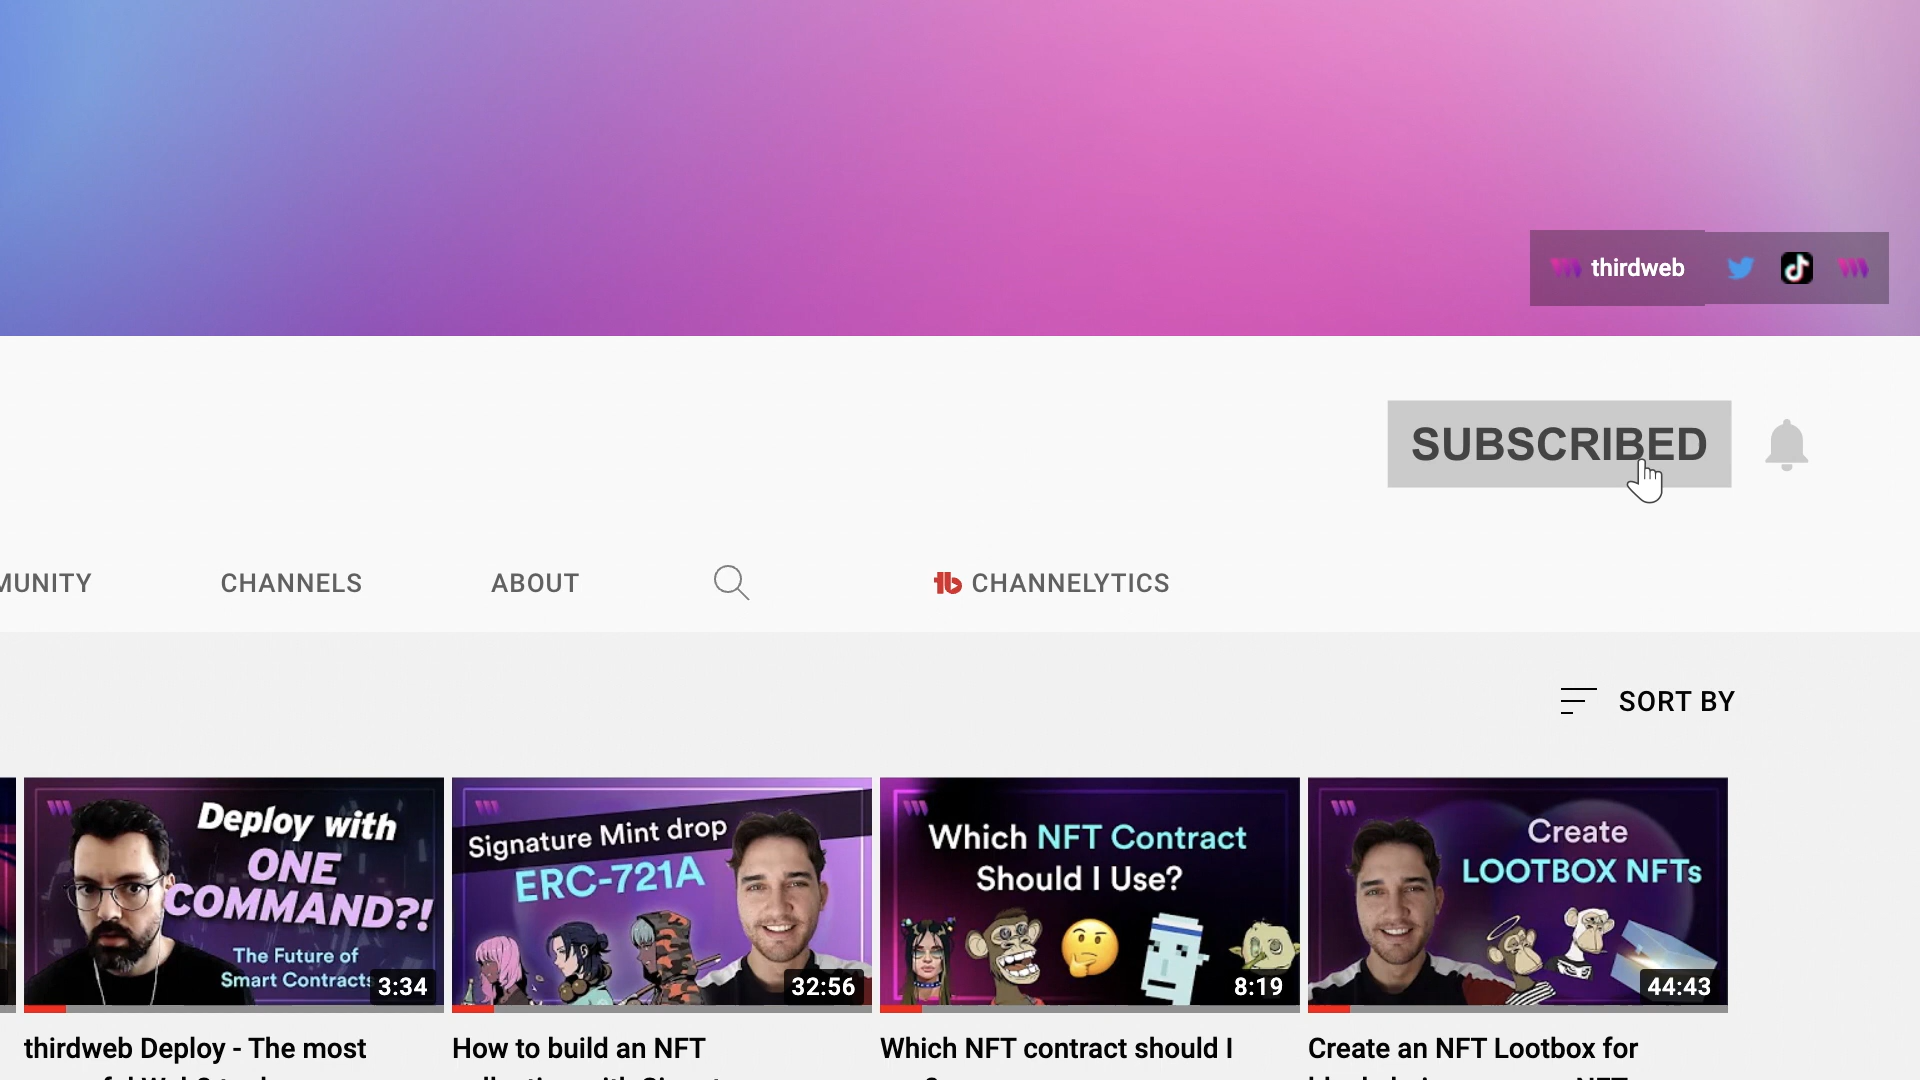 thirdweb
SUBSCRIBED
CHANNELS
ABOUT
CHANNELYTICS
SORT BY
Deploy with
ONE
COMMAND?!
The Future of
Smart Contracts
3:34
Signature Mint drop
ERC-721A
32:56
Which NFT Contract
Should I Use?
8:19
Create
LOOTBOX NFTs
44:43
thirdweb Deploy - The most
How to build an NFT
Which NFT contract should I
Create an NFT Lootbox for